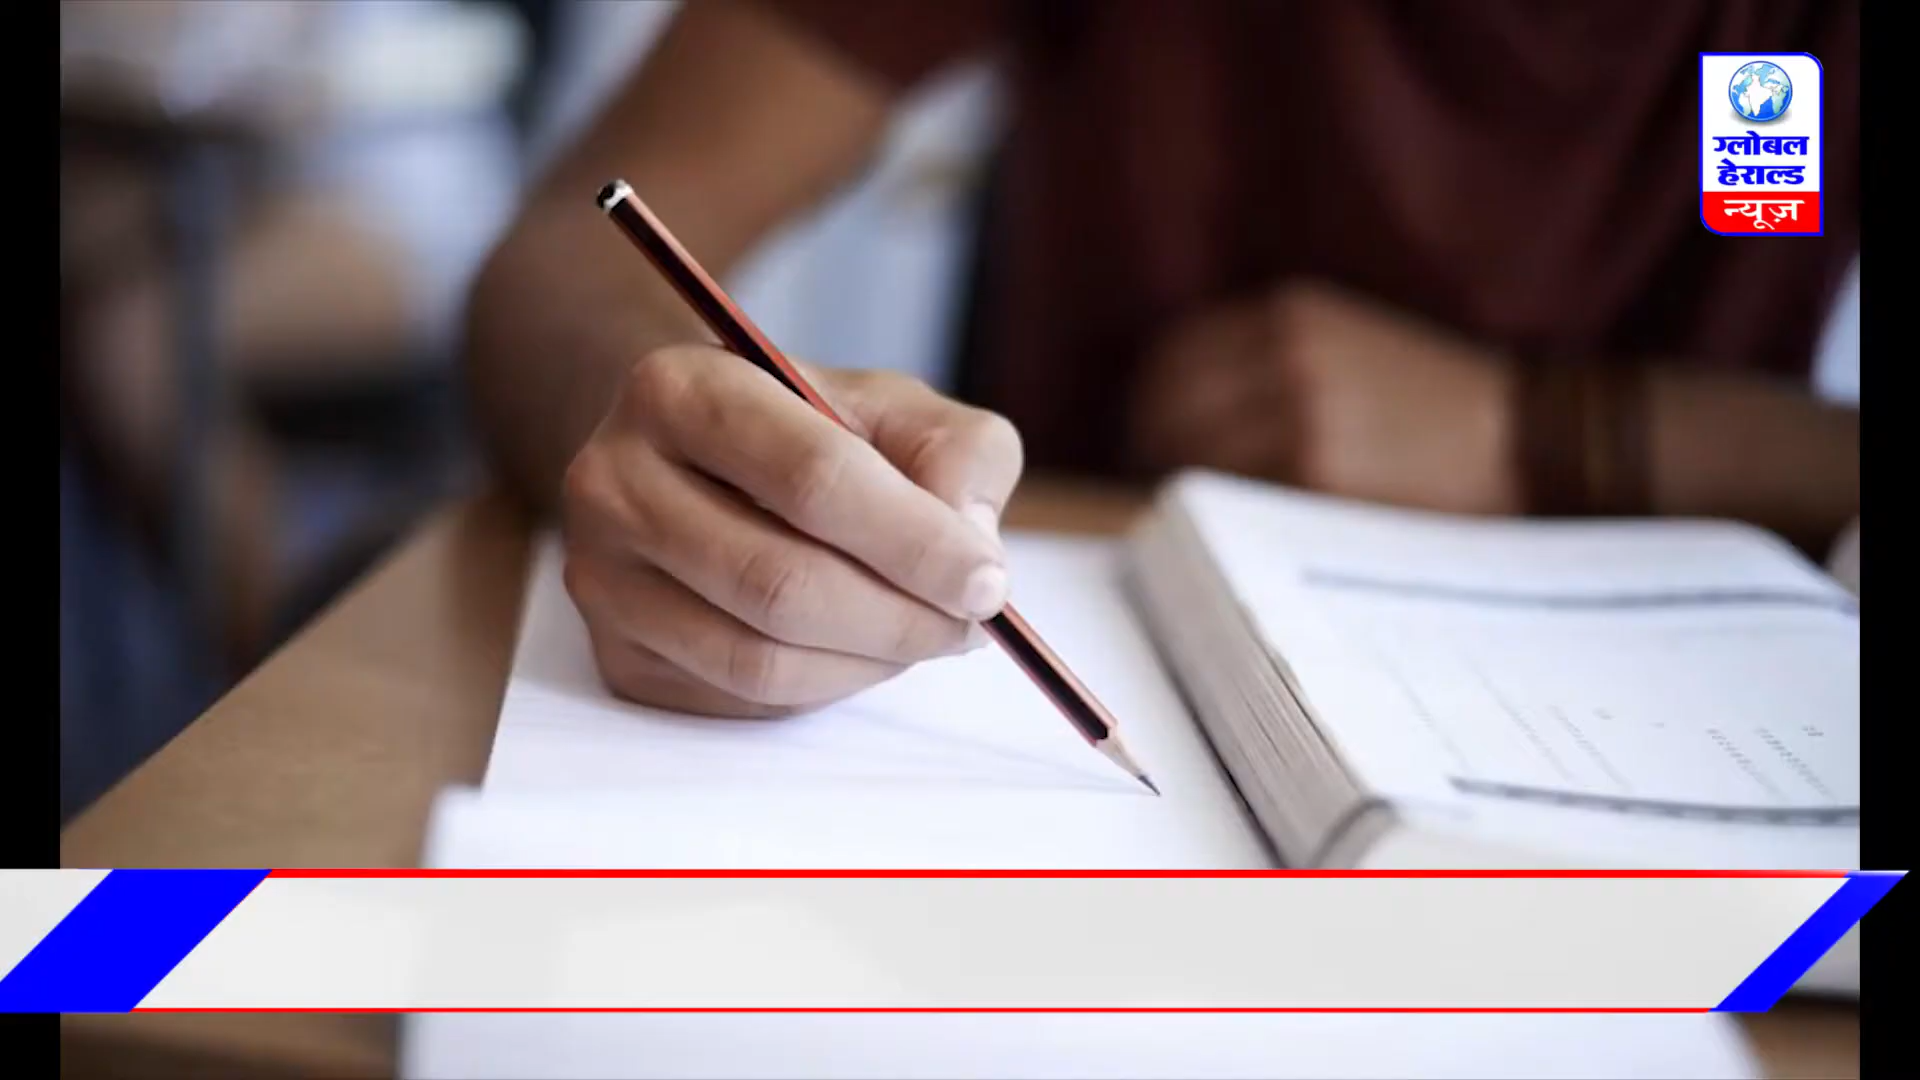 ग्लोबल
हेराल्ड
न्यूज़